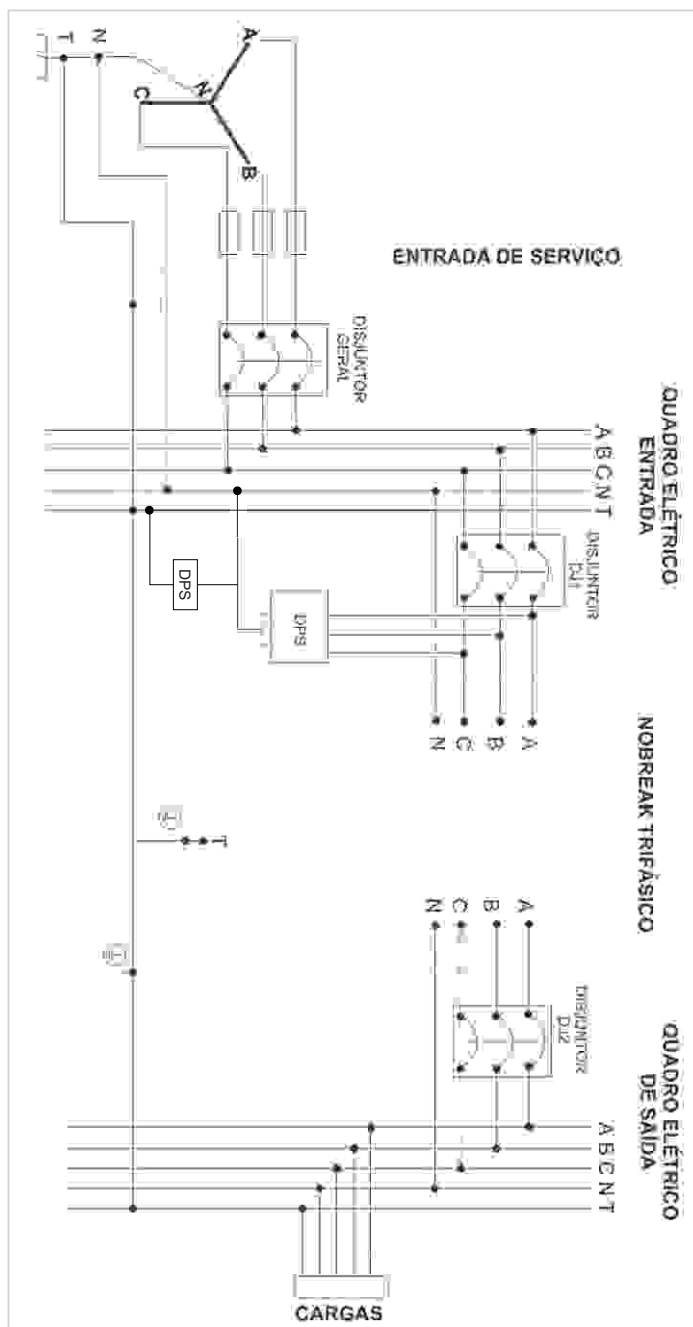 T
N
A
N
C
B
ENTRADA DE SERVIÇO
DISJUNTOR
GERAL
QUADRO ELÉTRICO
ENTRADA
A B C N T
DISJUNTOR
DJ1
DPS
DPS
N
C
B
A
NOBREAK TRIFÁSICO
T
N
C
B
A
DISJUNTOR
DJ2
QUADRO ELÉTRICO
DE SAÍDA
A B C N T
CARGAS